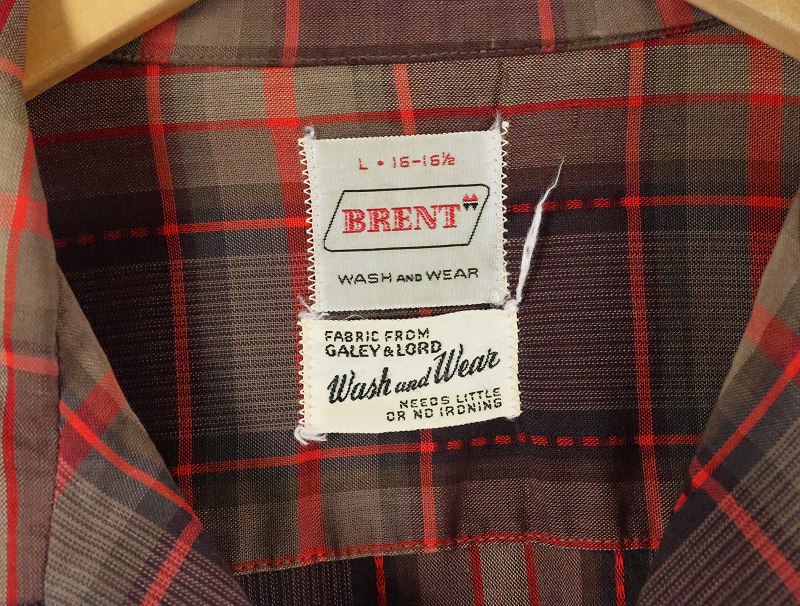 L • 16-16½
BRENT
WASH AND WEAR
FABRIC FROM
GALEY & LORD
Wash and Wear
NEEDS LITTLE
OR NO IRONING